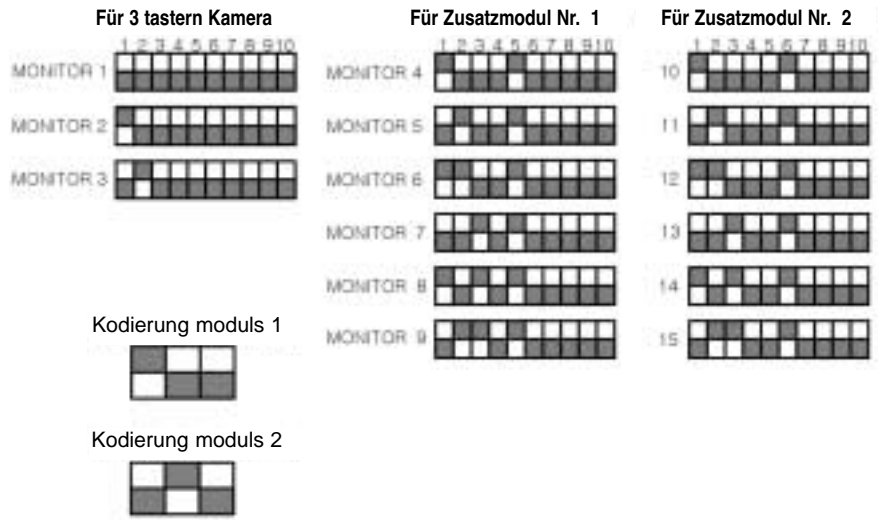 Für 3 tastern Kamera
1 2 3 4 5 6 7 8 9 10
MONITOR 1
MONITOR 2
MONITOR 3
Für Zusatzmodul Nr. 1
1 2 3 4 5 6 7 8 9 10
MONITOR 4
MONITOR 5
MONITOR 6
MONITOR 7
MONITOR 8
MONITOR 9
Für Zusatzmodul Nr. 2
1 2 3 4 5 6 7 8 9 10
10
11
12
13
14
15
Kodierung moduls 1
Kodierung moduls 2